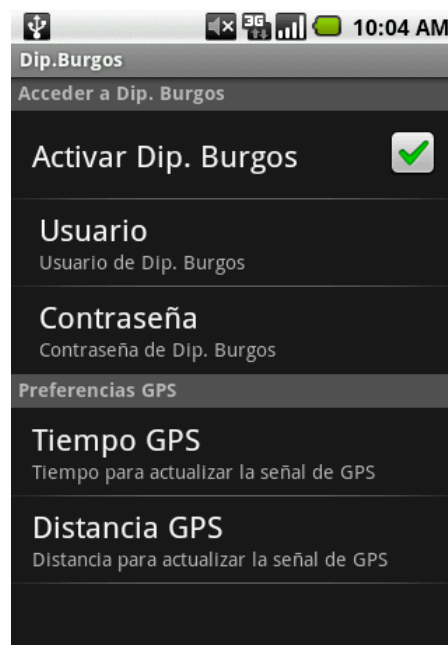 3G 10:04 AM
Dip.Burgos
Acceder a Dip. Burgos
Activar Dip. Burgos
Usuario
Usuario de Dip. Burgos
Contraseña
Contraseña de Dip. Burgos
Preferencias GPS
Tiempo GPS
Tiempo para actualizar la señal de GPS
Distancia GPS
Distancia para actualizar la señal de GPS